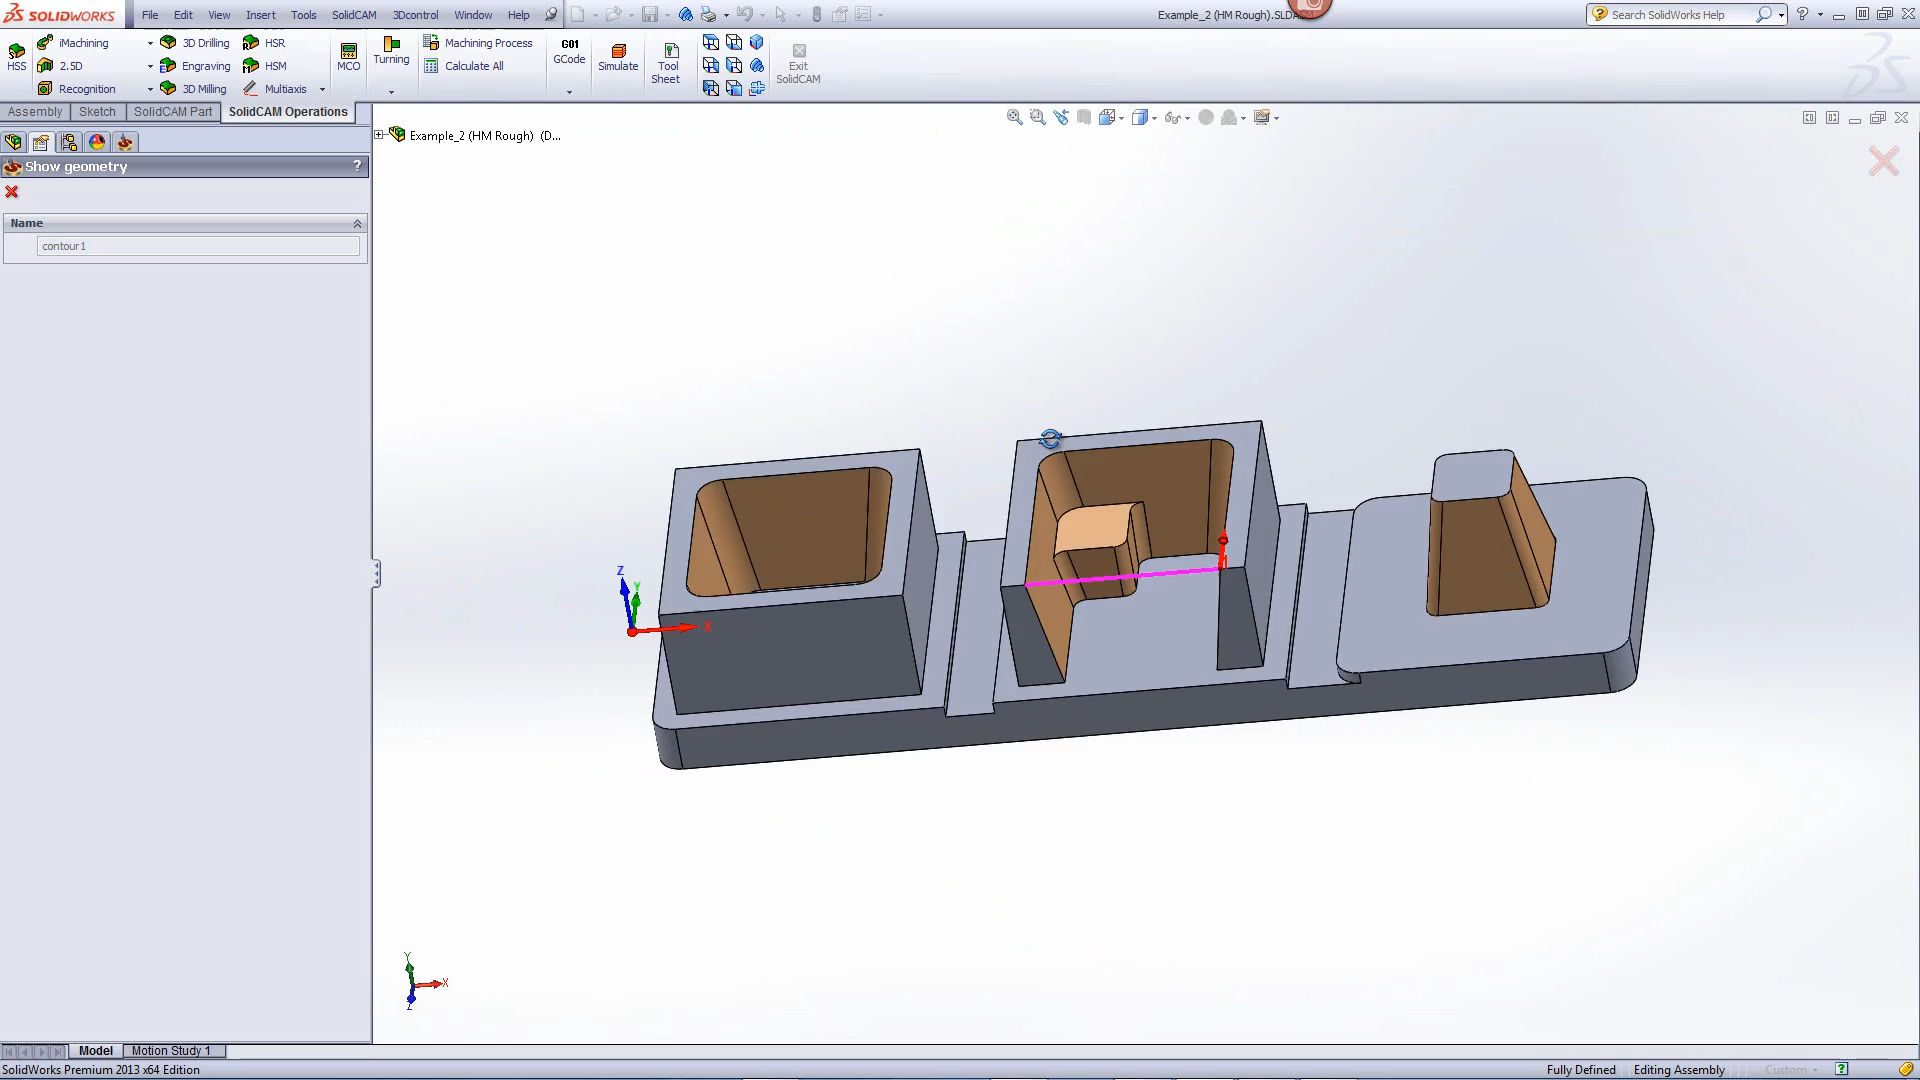 SOLIDWORKS File Edit View Insert Tools SolidCAM 3Dcontrol Window Help Example_2 (HM Rough).SLDASM Search SolidWorks Help ?
HSS iMachining 3D Drilling HSR MCO Turning Machining Process G01 GCode Simulate Tool Sheet Exit SolidCAM
2.5D Engraving HSM Calculate All
Recognition 3D Milling Multiaxis
Assembly Sketch SolidCAM Part SolidCAM Operations
Example_2 (HM Rough) (D...
Show geometry ?
Name
contour1
Z
Y
X
Y
X
Z
Model Motion Study 1
SolidWorks Premium 2013 x64 Edition Fully Defined Editing Assembly Custom ?